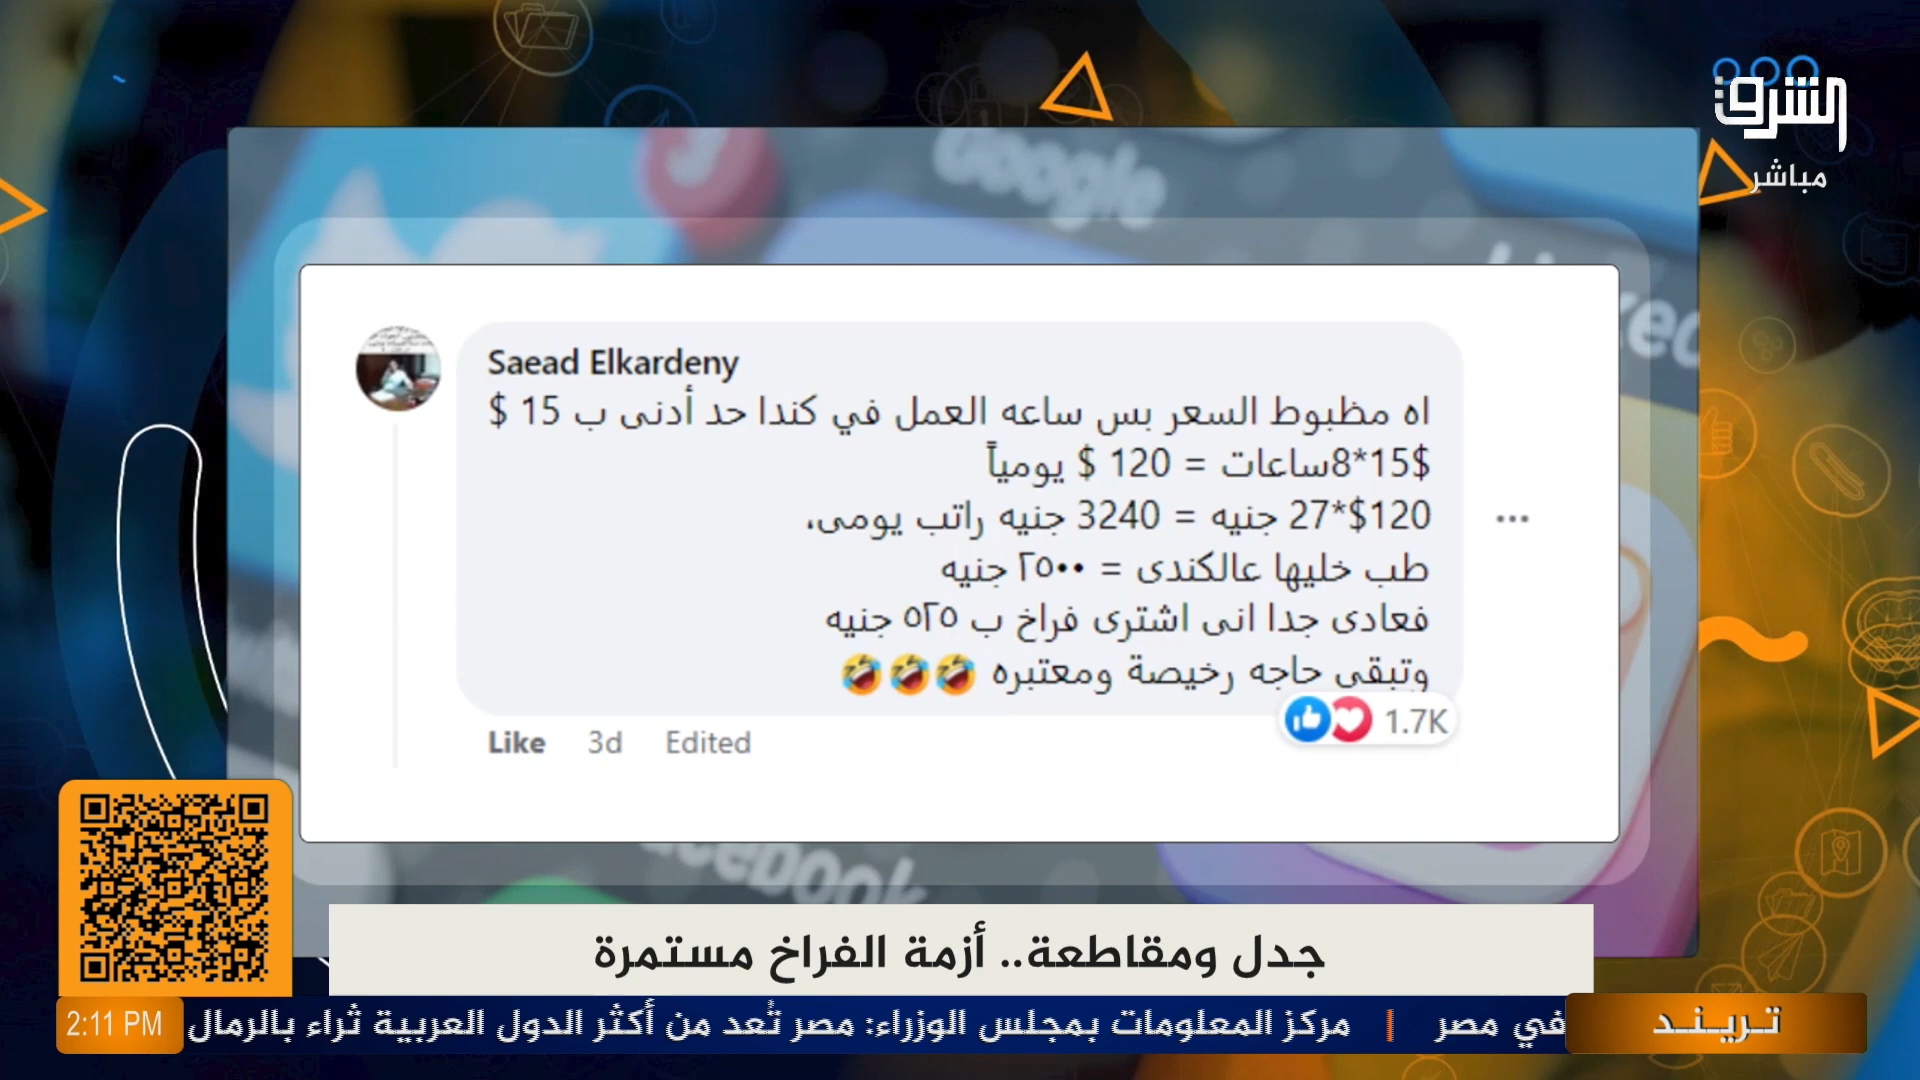 الشرق
مباشر
Google
Saead Elkardeny
اه مظبوط السعر بس ساعه العمل في كندا حد أدنى ب 15 $
$15*8ساعات = 120 $ يومياً
120$*27 جنيه = 3240 جنيه راتب يومى،
طب خليها عالكندى = ٢٥٠٠ جنيه
فعادى جدا انى اشترى فراخ ب ٥٢٥ جنيه
وتبقى حاجه رخيصة ومعتبره 🤣🤣🤣
1.7K
Like 3d Edited
جدل ومقاطعة.. أزمة الفراخ مستمرة
تريند
في مصر | مركز المعلومات بمجلس الوزراء: مصر تُعد من أكثر الدول العربية ثراء بالرمال
2:11 PM